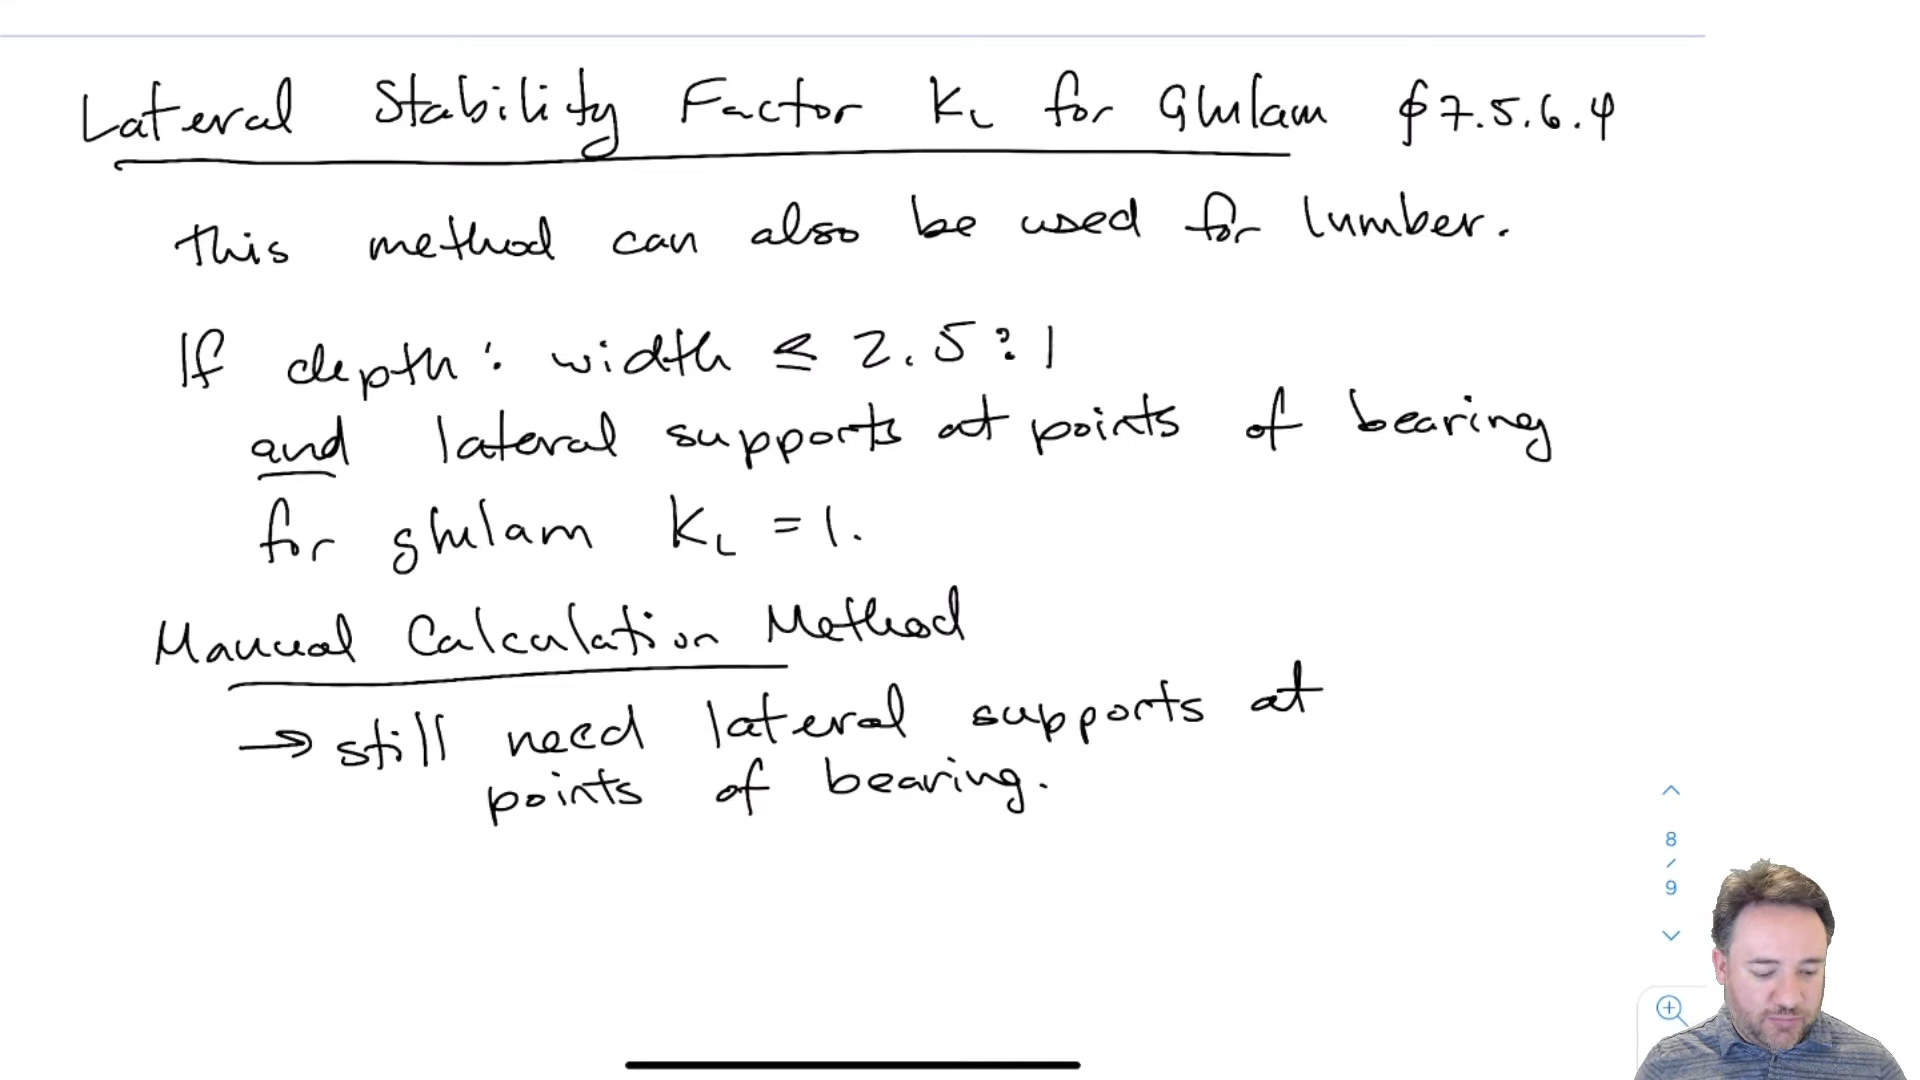 Lateral Stability Factor KL for Glulam §7.5.6.4
This method can also be used for lumber.
If depth : width ≤ 2.5 : 1
and lateral supports at points of bearing
for glulam KL = 1.
Manual Calculation Method
→ still need lateral supports at
points of bearing.
8
/
9